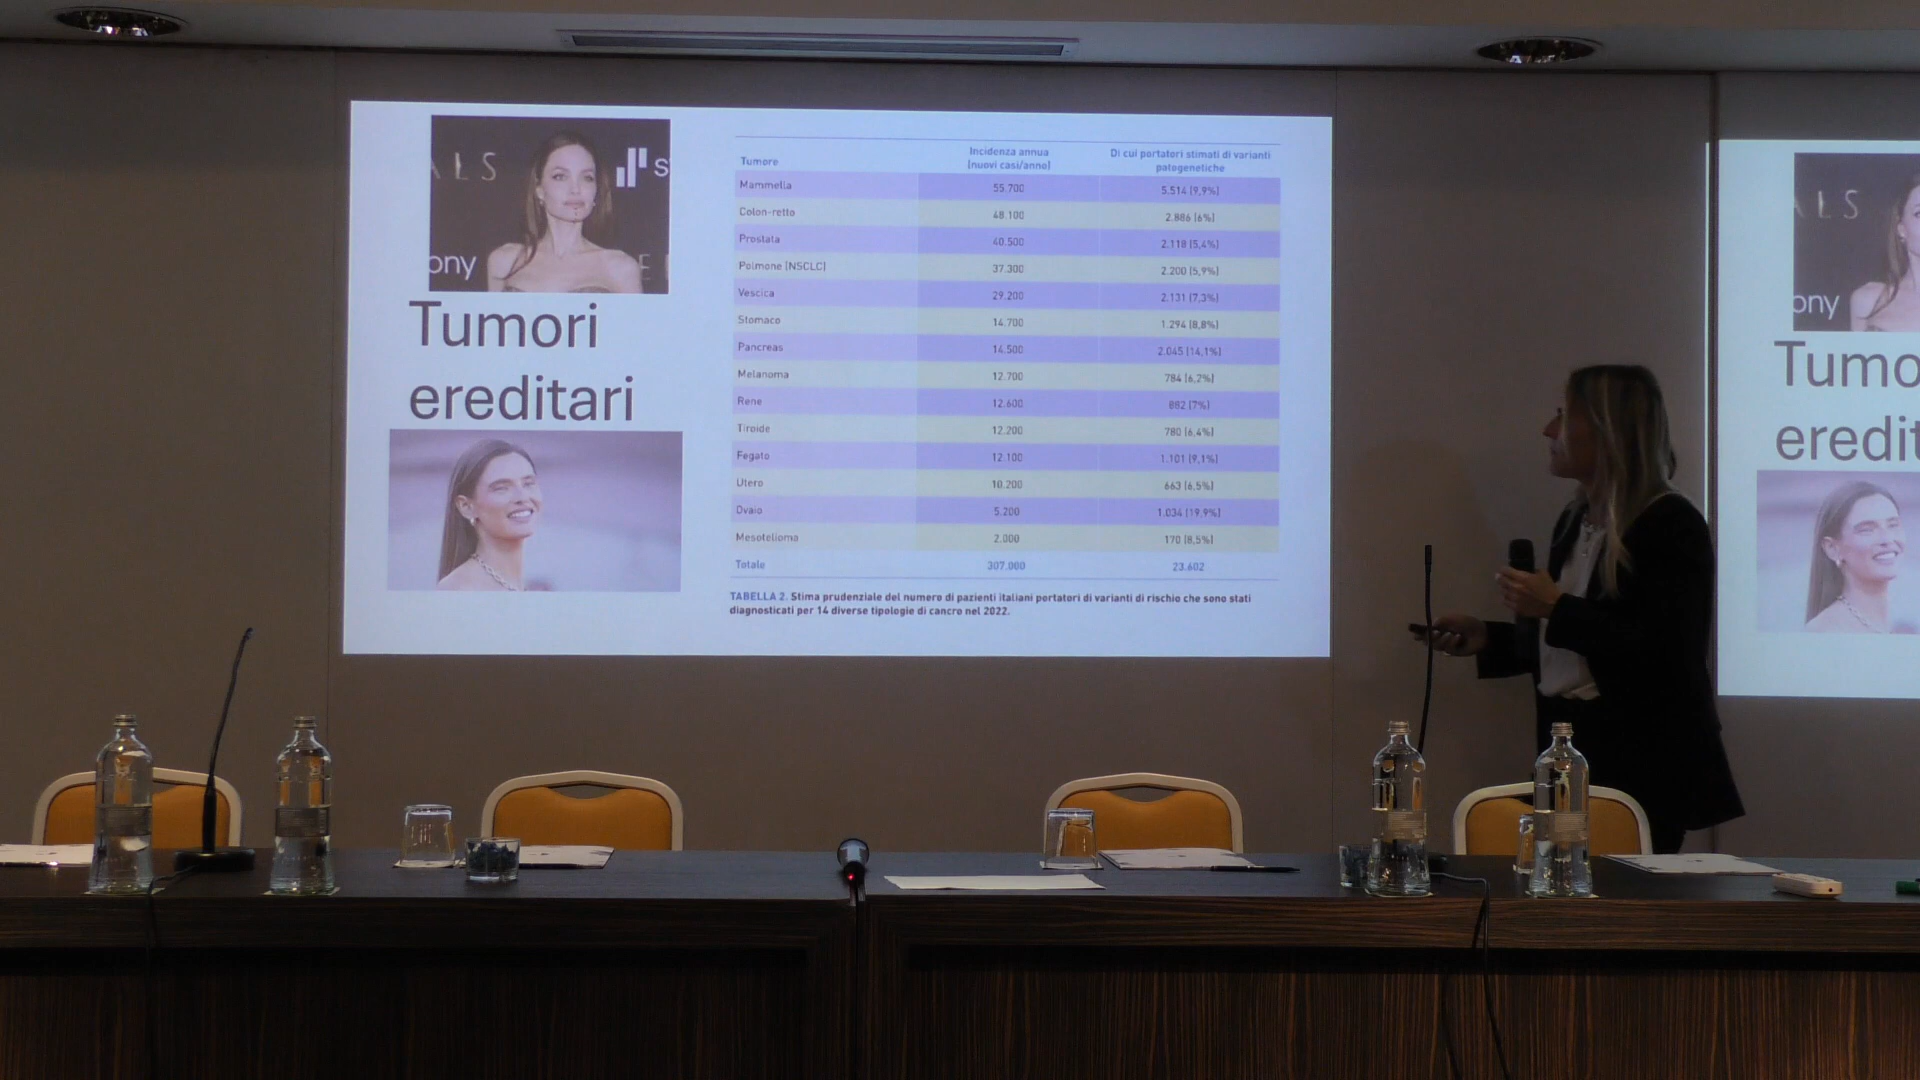 ALS
S
ony
Tumori
ereditari
Tumore Incidenza annua (nuovi casi/anno) Di cui portatori stimati di varianti patogenetiche
Mammella 55.700 5.514 (9,9%)
Colon-retto 48.100 2.886 (6%)
Prostata 40.500 2.118 (5,4%)
Polmone (NSCLC) 37.300 2.200 (5,9%)
Vescica 29.200 2.131 (7,3%)
Stomaco 14.700 1.294 (8,8%)
Pancreas 14.500 2.045 (14,1%)
Melanoma 12.700 784 (6,2%)
Rene 12.600 882 (7%)
Tiroide 12.200 780 (6,4%)
Fegato 12.100 1.101 (9,1%)
Utero 10.200 663 (6,5%)
Ovaio 5.200 1.034 (19,9%)
Mesotelioma 2.000 170 (8,5%)
Totale 307.000 23.602
TABELLA 2. Stima prudenziale del numero di pazienti italiani portatori di varianti di rischio che sono stati
diagnosticati per 14 diverse tipologie di cancro nel 2022.
ALS
ony
Tumo
eredit